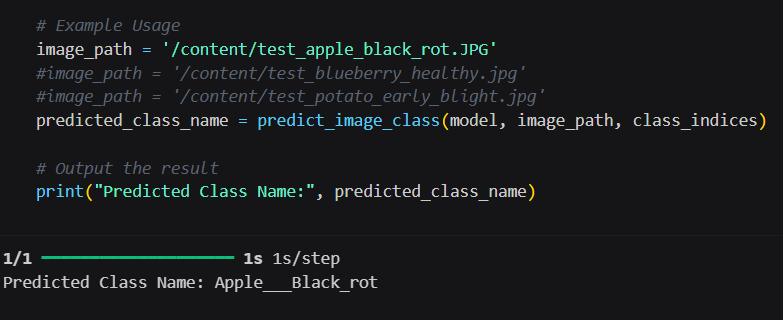 # Example Usage
image_path = '/content/test_apple_black_rot.JPG'
#image_path = '/content/test_blueberry_healthy.jpg'
#image_path = '/content/test_potato_early_blight.jpg'
predicted_class_name = predict_image_class(model, image_path, class_indices)
# Output the result
print("Predicted Class Name:", predicted_class_name)
1/1 ━━━━━━━━━━━━━━━━━━━━ 1s 1s/step
Predicted Class Name: Apple___Black_rot